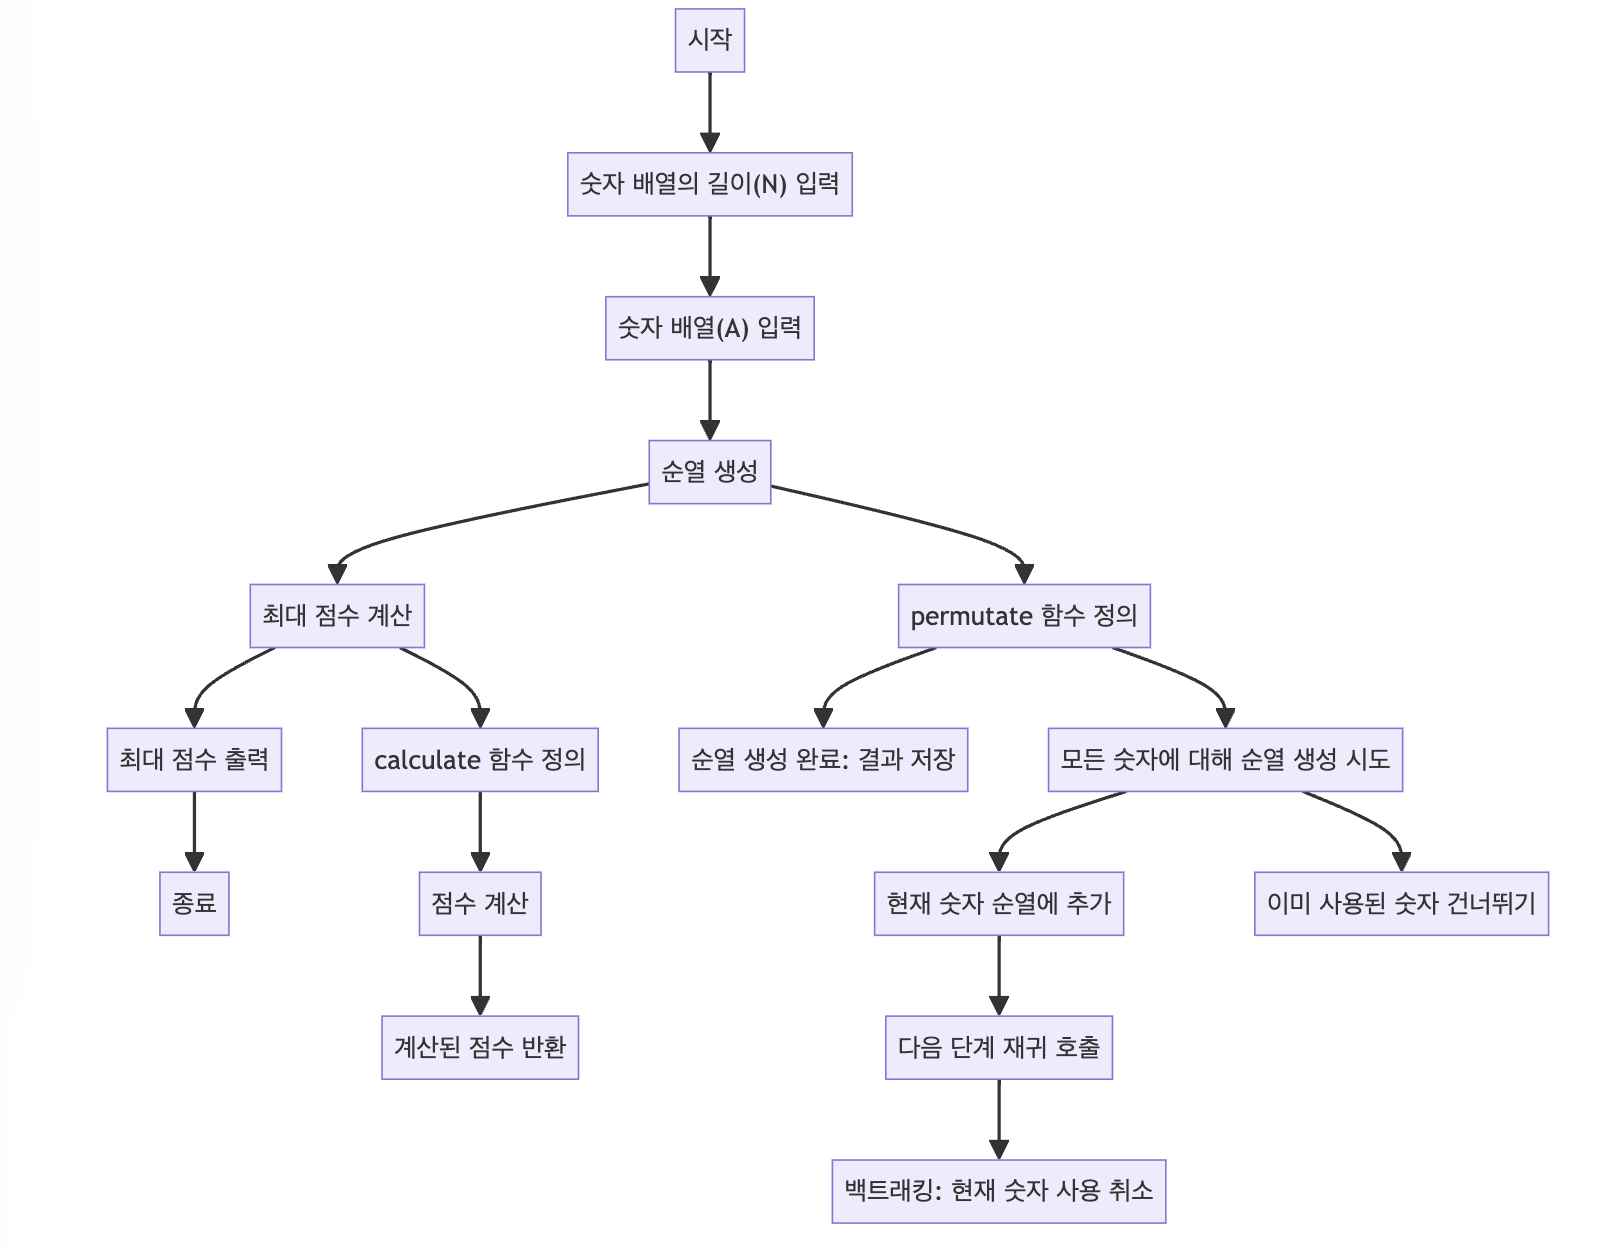 시작
숫자 배열의 길이(N) 입력
숫자 배열(A) 입력
순열 생성
최대 점수 계산
permutate 함수 정의
최대 점수 출력
calculate 함수 정의
순열 생성 완료: 결과 저장
모든 숫자에 대해 순열 생성 시도
종료
점수 계산
현재 숫자 순열에 추가
이미 사용된 숫자 건너뛰기
계산된 점수 반환
다음 단계 재귀 호출
백트래킹: 현재 숫자 사용 취소